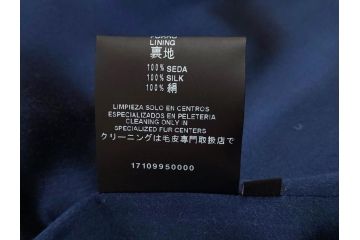 FORRO
LINING
裏地
100% SEDA
100% SILK
100% 絹
LIMPIEZA SOLO EN CENTROS
ESPECIALIZADOS EN PELETERIA
CLEANING ONLY IN
SPECIALIZED FUR CENTERS
クリーニングは毛皮専門取扱店で
17109950000